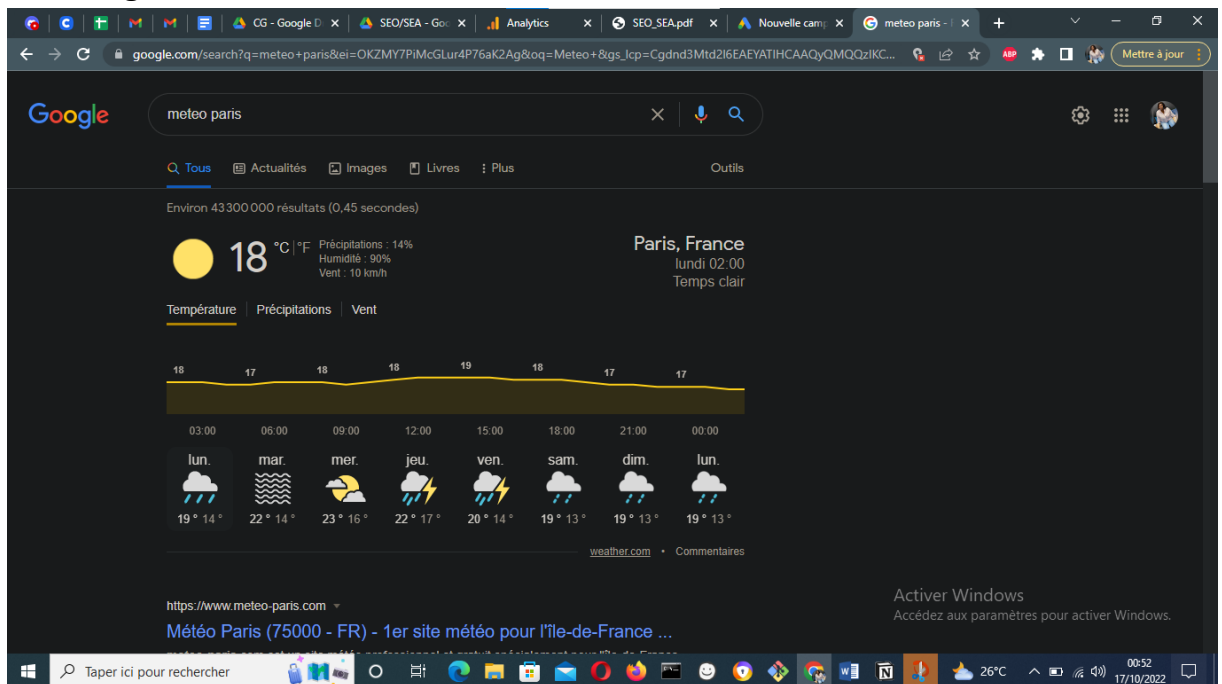 CG - Google D
SEO/SEA - Goo
Analytics
SEO_SEA.pdf
Nouvelle camp
meteo paris -
google.com/search?q=meteo+paris&ei=OKZMY7PiMcGLur4P76aK2Ag&oq=Meteo+&gs_lcp=Cgdnd3Mtd2l6EAEYATIHCAAQyQMQQzIKC...
ABP
Mettre à jour
Google
meteo paris
Tous
Actualités
Images
Livres
Plus
Outils
Environ 43 300 000 résultats (0,45 secondes)
18 °C | °F
Précipitations : 14%
Humidité : 90%
Vent : 10 km/h
Paris, France
lundi 02:00
Temps clair
Température | Précipitations | Vent
18 17 18 18 19 18 17 17
03:00 06:00 09:00 12:00 15:00 18:00 21:00 00:00
lun. mar. mer. jeu. ven. sam. dim. lun.
19 ° 14 ° 22 ° 14 ° 23 ° 16 ° 22 ° 17 ° 20 ° 14 ° 19 ° 13 ° 19 ° 13 ° 19 ° 13 °
weather.com • Commentaires
https://www.meteo-paris.com
Météo Paris (75000 - FR) - 1er site météo pour l'île-de-France ...
Activer Windows
Accédez aux paramètres pour activer Windows.
Taper ici pour rechercher
26°C
00:52
17/10/2022